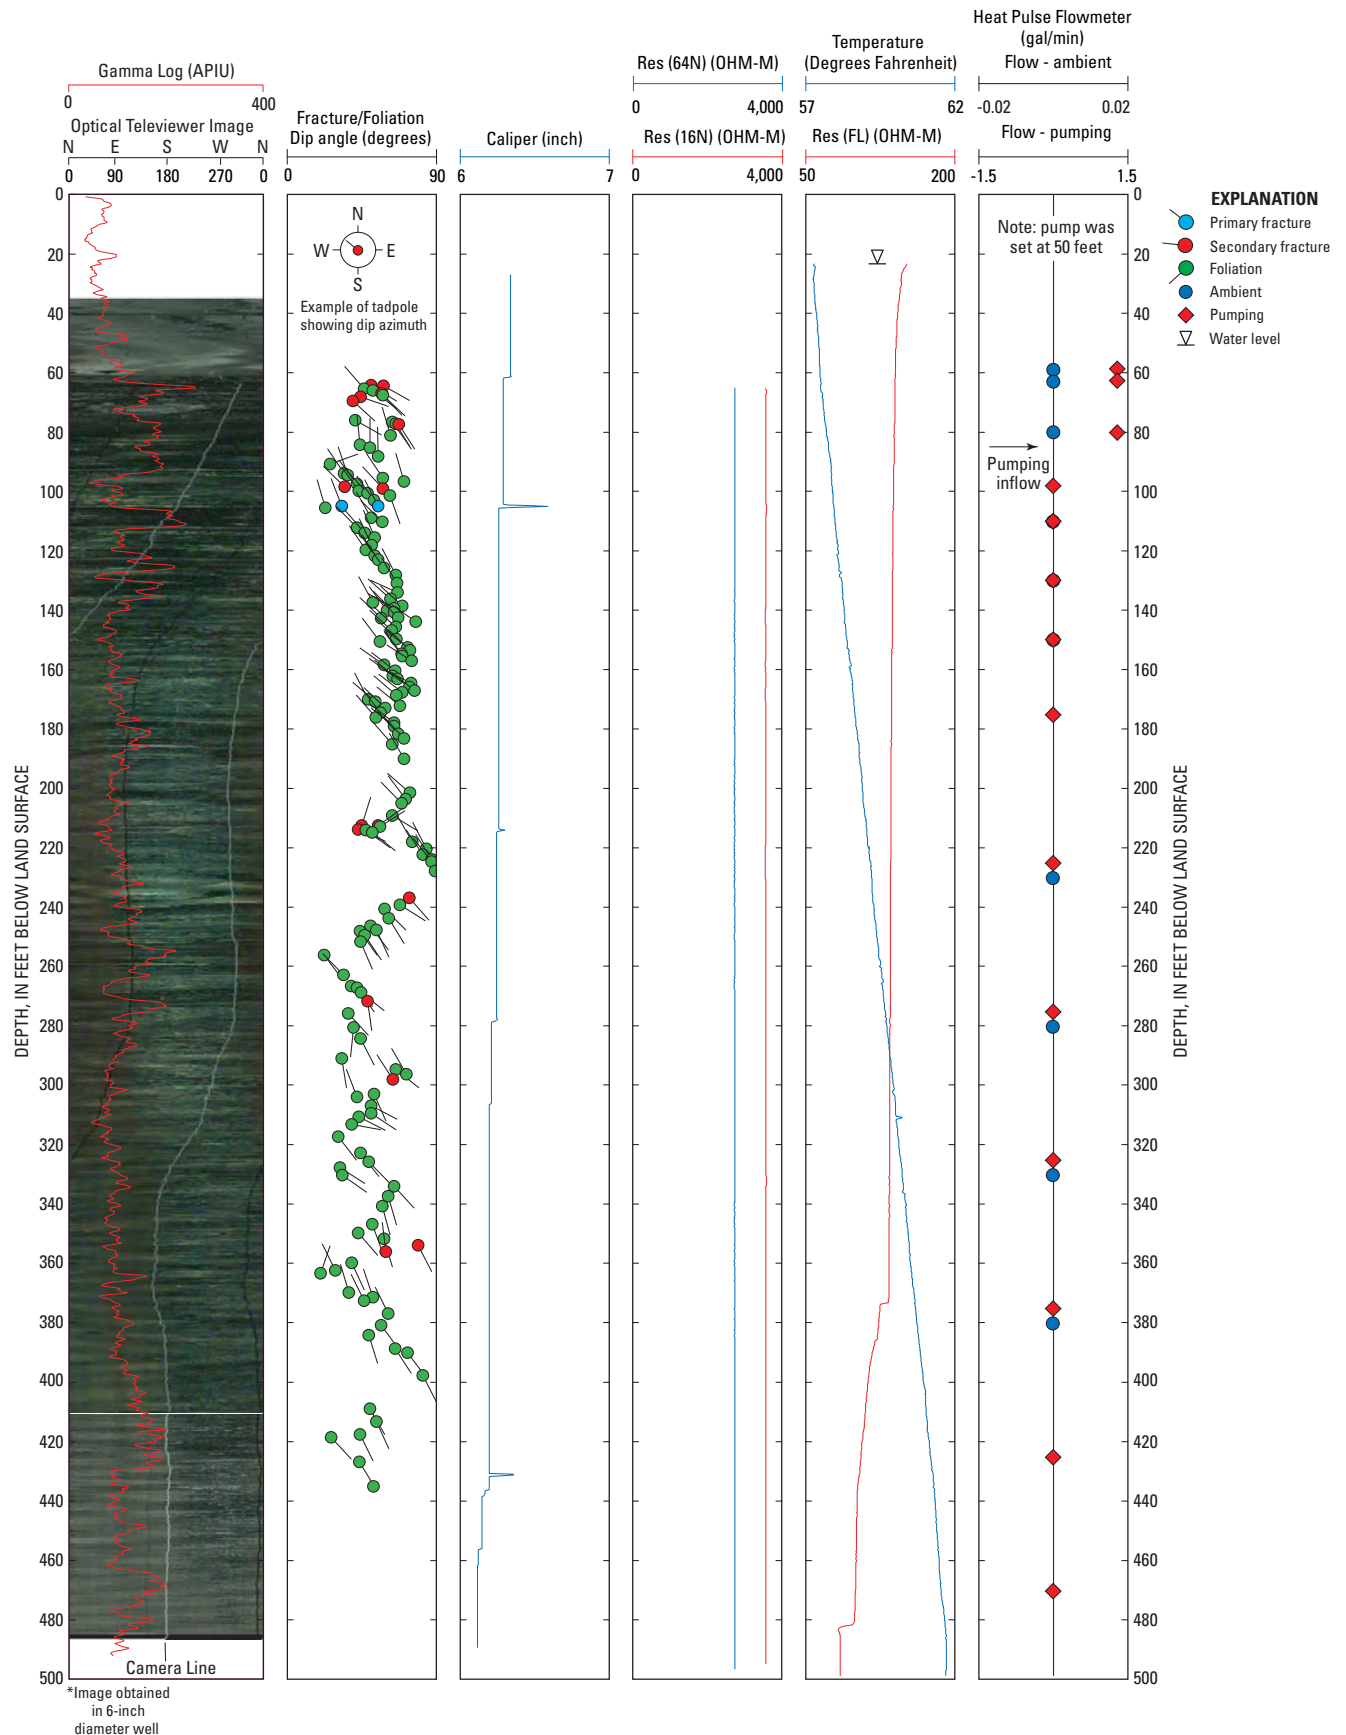 Heat Pulse Flowmeter
(gal/min)
Gamma Log (APIU)
Res (64N) (OHM-M)
Temperature
(Degrees Fahrenheit)
Flow - ambient
0 400
0 4,000
57 62
-0.02 0.02
Optical Televiewer Image
N E S W N
0 90 180 270 0
Fracture/Foliation
Dip angle (degrees)
0 90
Caliper (inch)
6 7
Res (16N) (OHM-M)
0 4,000
Res (FL) (OHM-M)
50 200
Flow - pumping
-1.5 1.5
DEPTH, IN FEET BELOW LAND SURFACE
0
20
40
60
80
100
120
140
160
180
200
220
240
260
280
300
320
340
360
380
400
420
440
460
480
500
Camera Line
*Image obtained
in 6-inch
diameter well
N
W E
S
Example of tadpole
showing dip azimuth
Note: pump was
set at 50 feet
Pumping
inflow
0
20
40
60
80
100
120
140
160
180
200
220
240
260
280
300
320
340
360
380
400
420
440
460
480
500
DEPTH, IN FEET BELOW LAND SURFACE
EXPLANATION
Primary fracture
Secondary fracture
Foliation
Ambient
Pumping
Water level